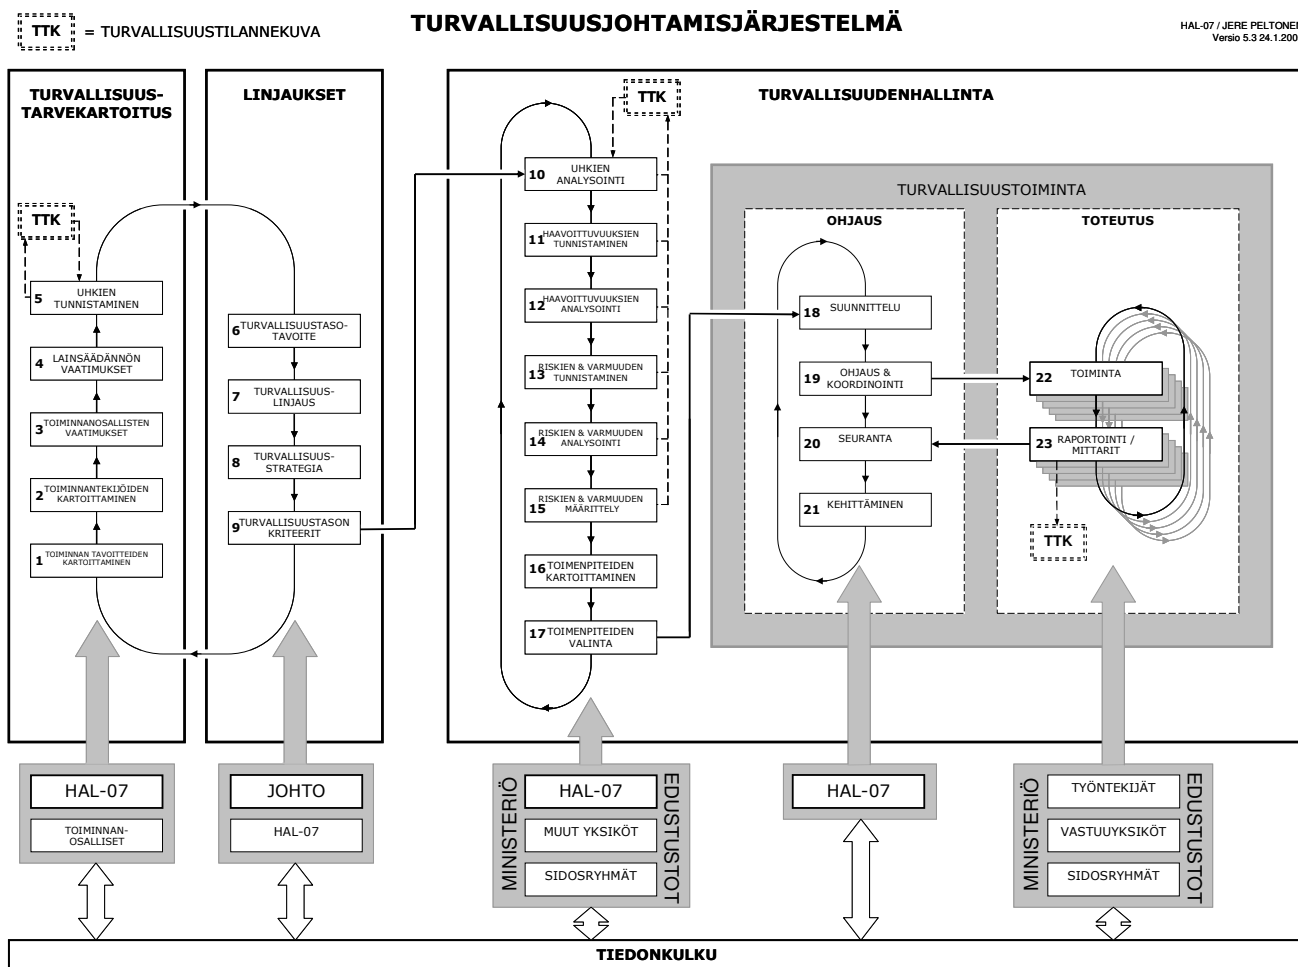 TTK = TURVALLISUUSTILANNEKUVA
TURVALLISUUSJOHTAMISJÄRJESTELMÄ
HAL-07 / JERE PELTONE
Versio 5.3 24.1.200
TURVALLISUUS-
TARVEKARTOITUS
TTK
5 UHKIEN
TUNNISTAMINEN
4 LAINSÄÄDÄNNÖN
VAATIMUKSET
3 TOIMINNANOSALLISTEN
VAATIMUKSET
2 TOIMINNANTEKIJÖIDEN
KARTOITTAMINEN
1 TOIMINNAN TAVOITTEIDEN
KARTOITTAMINEN
LINJAUKSET
6 TURVALLISUUSTASO-
TAVOITE
7 TURVALLISUUS-
LINJAUS
8 TURVALLISUUS-
STRATEGIA
9 TURVALLISUUSTASON
KRITEERIT
TURVALLISUUDENHALLINTA
TTK
10 UHKIEN
ANALYSOINTI
11 HAAVOITTUVUUKSIEN
TUNNISTAMINEN
12 HAAVOITTUVUUKSIEN
ANALYSOINTI
13 RISKIEN & VARMUUDEN
TUNNISTAMINEN
14 RISKIEN & VARMUUDEN
ANALYSOINTI
15 RISKIEN & VARMUUDEN
MÄÄRITTELY
16 TOIMENPITEIDEN
KARTOITTAMINEN
17 TOIMENPITEIDEN
VALINTA
TURVALLISUUSTOIMINTA
OHJAUS
18 SUUNNITTELU
19 OHJAUS &
KOORDINOINTI
20 SEURANTA
21 KEHITTÄMINEN
TOTEUTUS
22 TOIMINTA
23 RAPORTOINTI /
MITTARIT
TTK
HAL-07
TOIMINNAN-
OSALLISET
JOHTO
HAL-07
MINISTERIÖ
HAL-07
MUUT YKSIKÖT
SIDOSRYHMÄT
EDUSTUSTOT
HAL-07
MINISTERIÖ
TYÖNTEKIJÄT
VASTUUYKSIKÖT
SIDOSRYHMÄT
EDUSTUSTOT
TIEDONKULKU